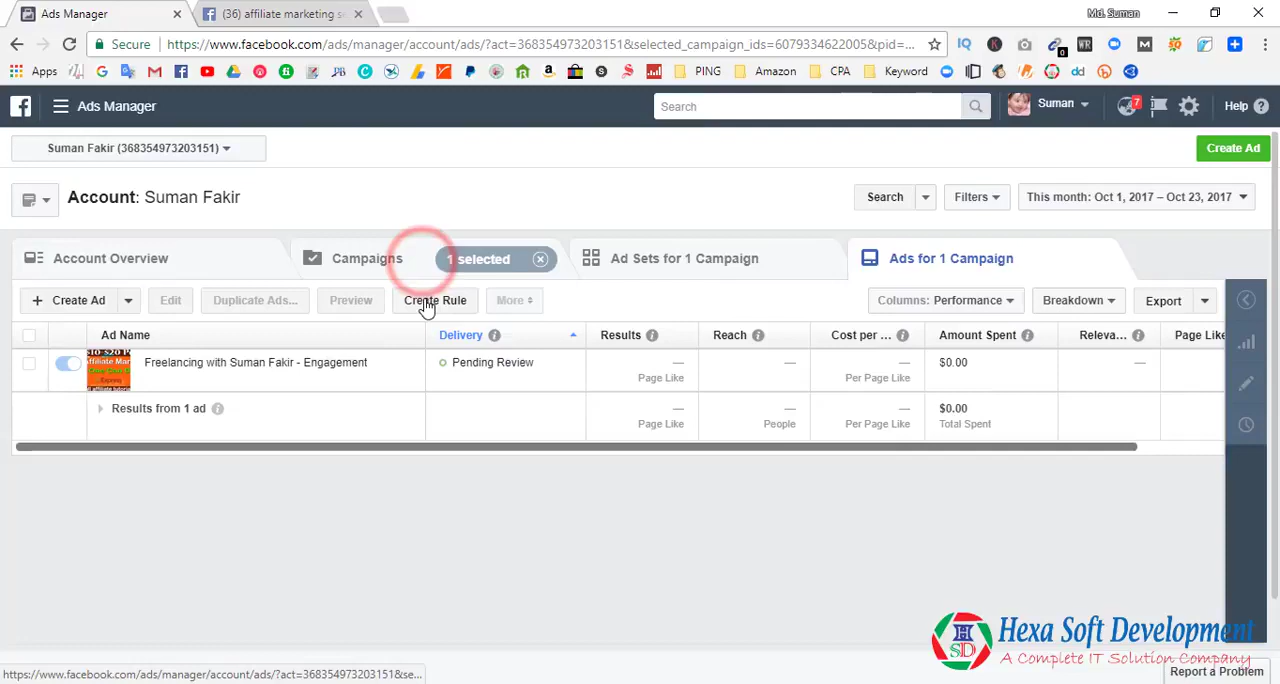 Ads Manager
(36) affiliate marketing s
Md. Suman
Secure
https://www.facebook.com/ads/manager/account/ads/?act=368354973203151&selected_campaign_ids=6079334622005&pid=...
Apps
PING
Amazon
CPA
Keyword
Ads Manager
Search
Suman
7
Help
Suman Fakir (368354973203151)
Create Ad
Account: Suman Fakir
Search
Filters
This month: Oct 1, 2017 – Oct 23, 2017
Account Overview
Campaigns
1 selected
Ad Sets for 1 Campaign
Ads for 1 Campaign
+ Create Ad
Edit
Duplicate Ads...
Preview
Create Rule
More
Columns: Performance
Breakdown
Export
Ad Name
Delivery
Results
Reach
Cost per ...
Amount Spent
Releva...
Page Like
Freelancing with Suman Fakir - Engagement
Pending Review
—
—
—
$0.00
—
Page Like
Per Page Like
Results from 1 ad
—
—
—
$0.00
Page Like
People
Per Page Like
Total Spent
Hexa Soft Development
A Complete IT Solution Company
https://www.facebook.com/ads/manager/account/ads/?act=368354973203151&se...
Report a Problem